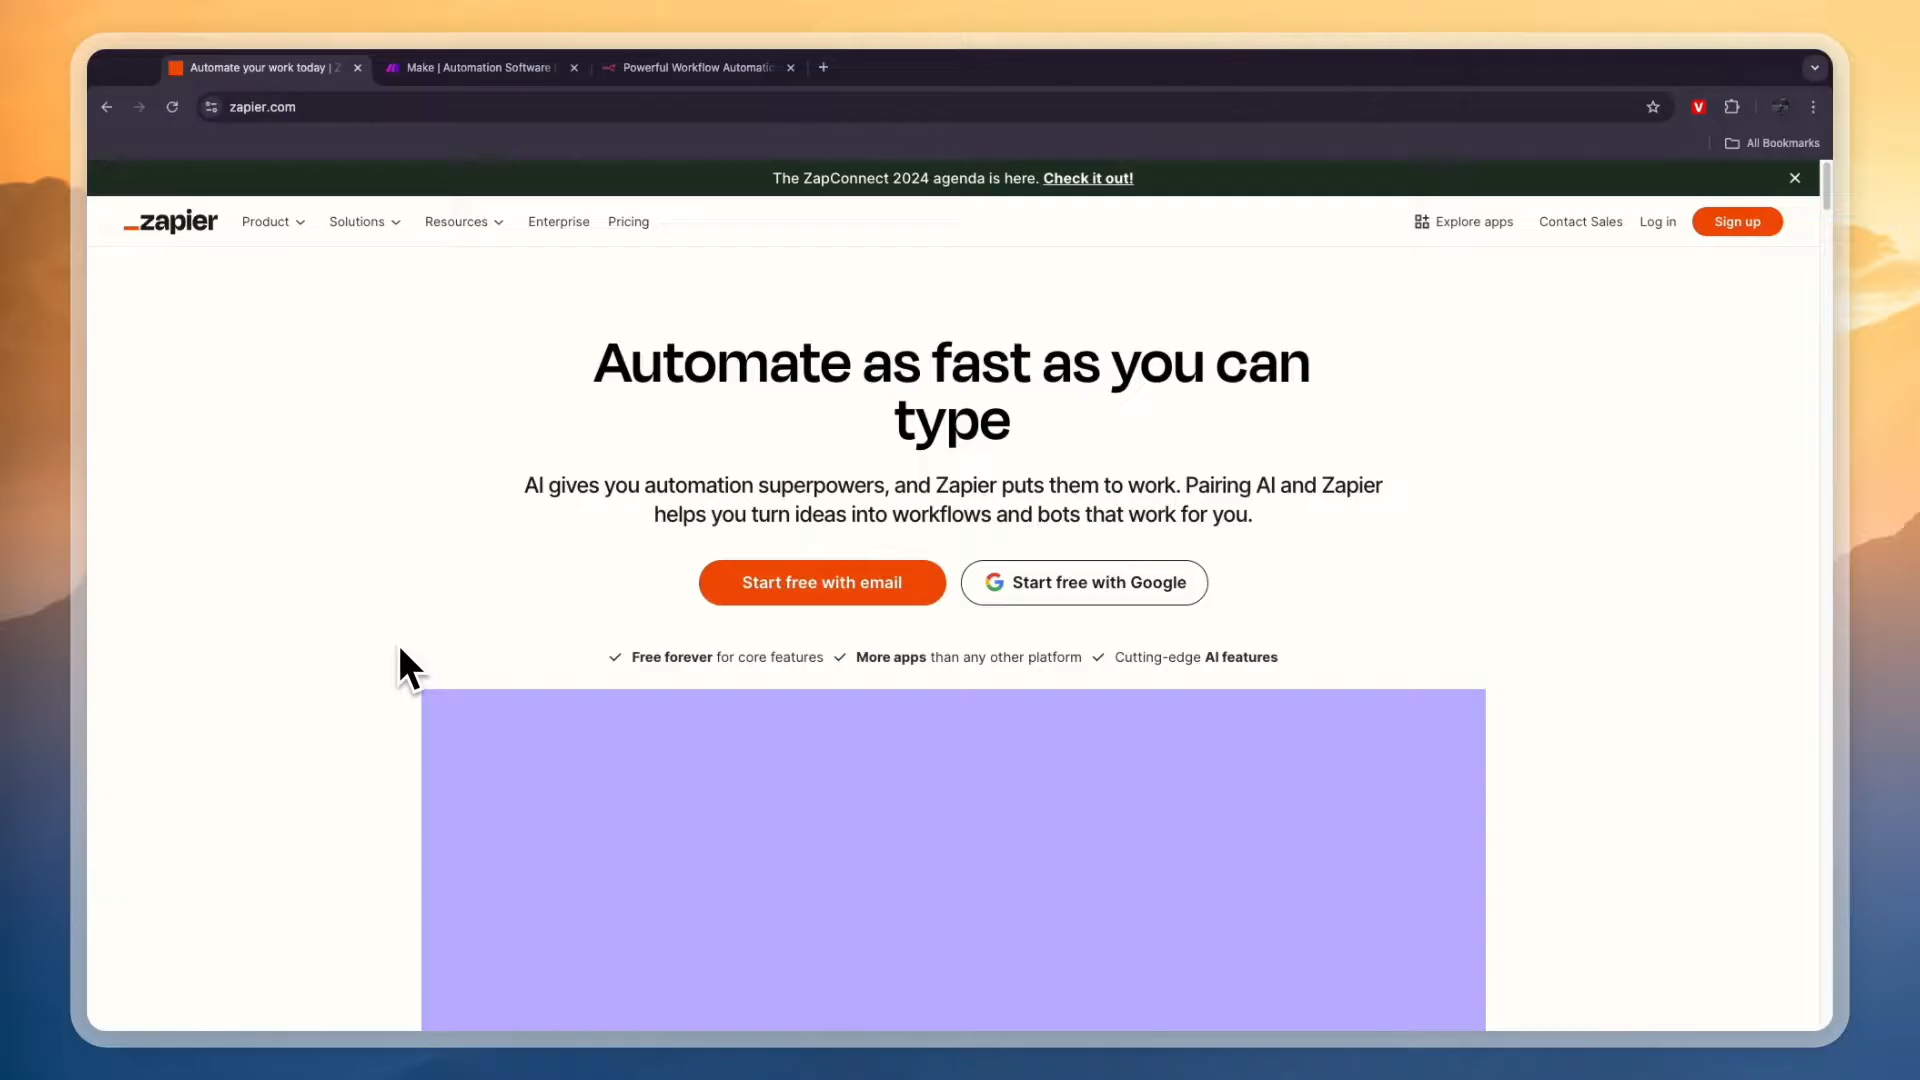 Automate your work today | Z
Make | Automation Software
Powerful Workflow Automatic
zapier.com
V
All Bookmarks
The ZapConnect 2024 agenda is here. Check it out!
_zapier
Product
Solutions
Resources
Enterprise
Pricing
Explore apps
Contact Sales
Log in
Sign up
Automate as fast as you can
type
AI gives you automation superpowers, and Zapier puts them to work. Pairing AI and Zapier
helps you turn ideas into workflows and bots that work for you.
Start free with email
Start free with Google
Free forever for core features
More apps than any other platform
Cutting-edge AI features